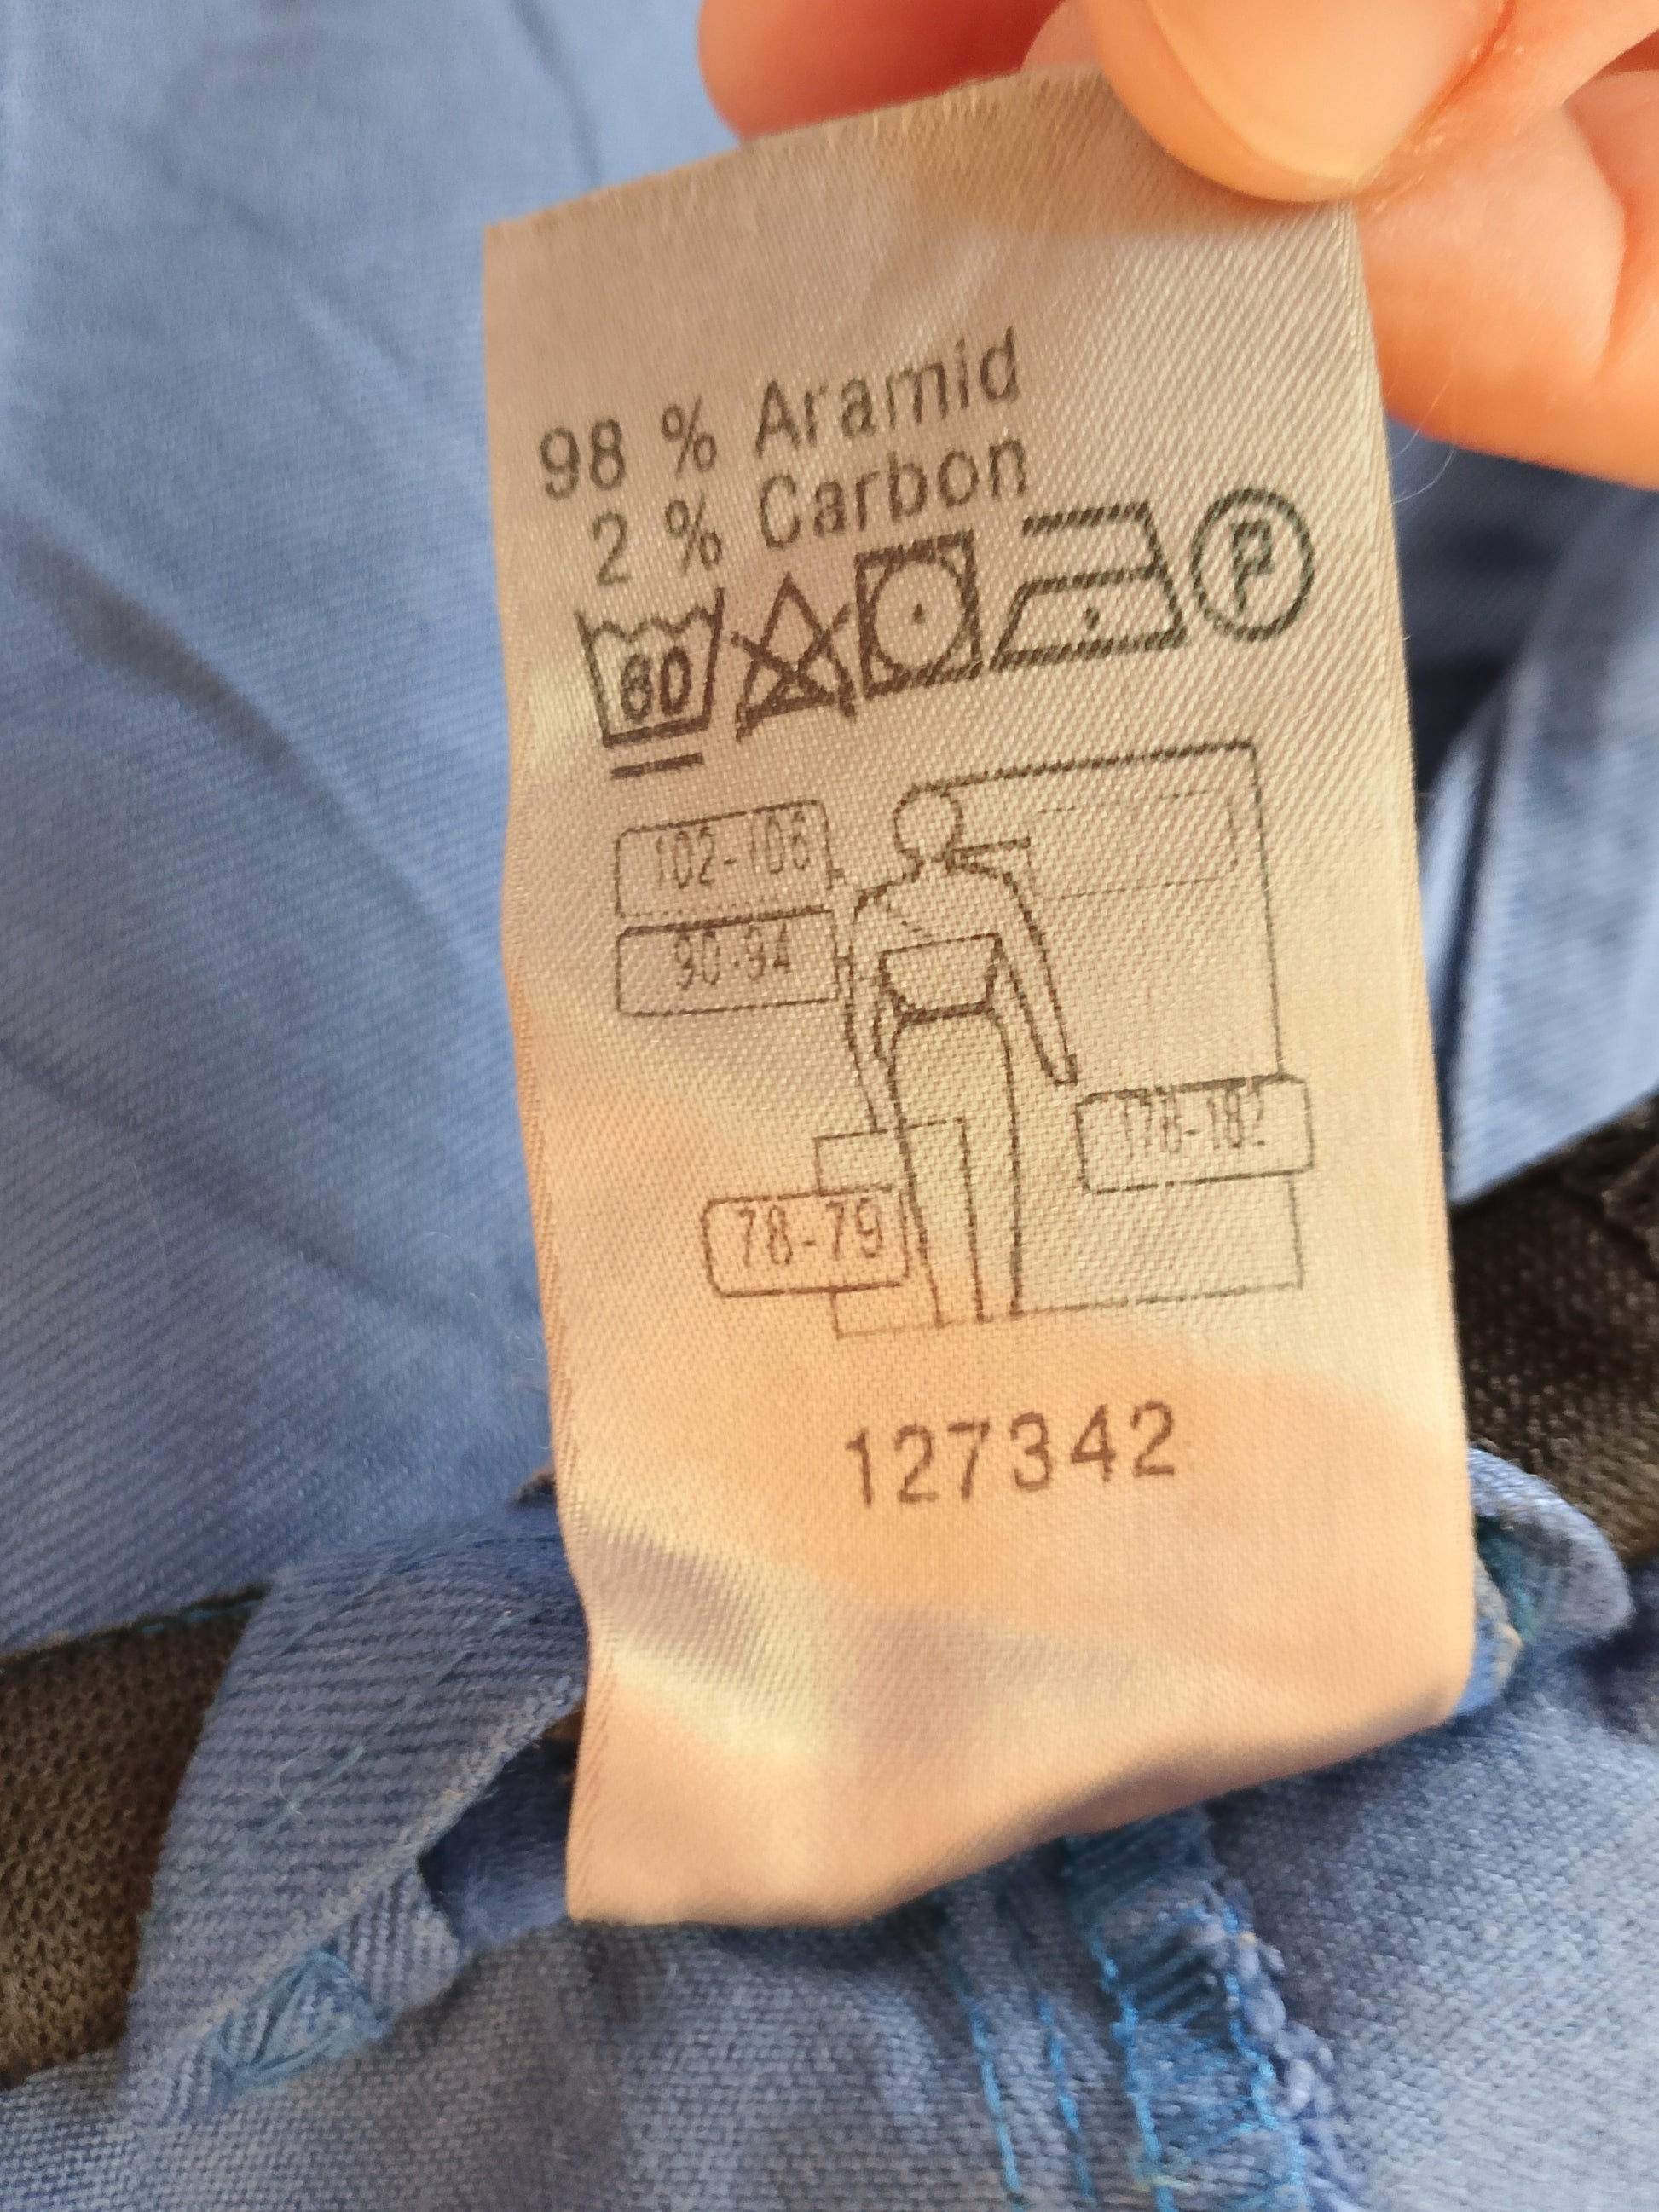 98 % Aramid
2 % Carbon
60
P
102-106
90-94
178-182
78-79
127342